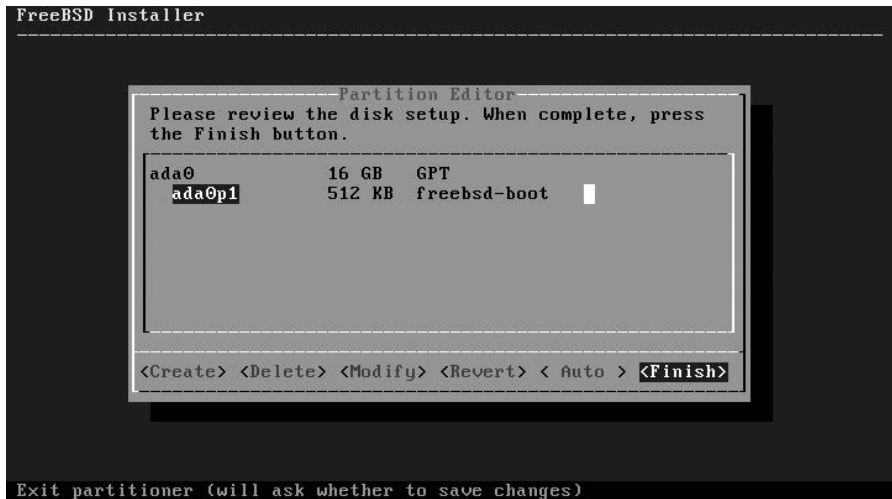 FreeBSD Installer
Partition Editor
Please review the disk setup. When complete, press
the Finish button.
ada0 16 GB GPT
ada0p1 512 KB freebsd-boot
<Create> <Delete> <Modify> <Revert> < Auto > <Finish>
Exit partitioner (will ask whether to save changes)